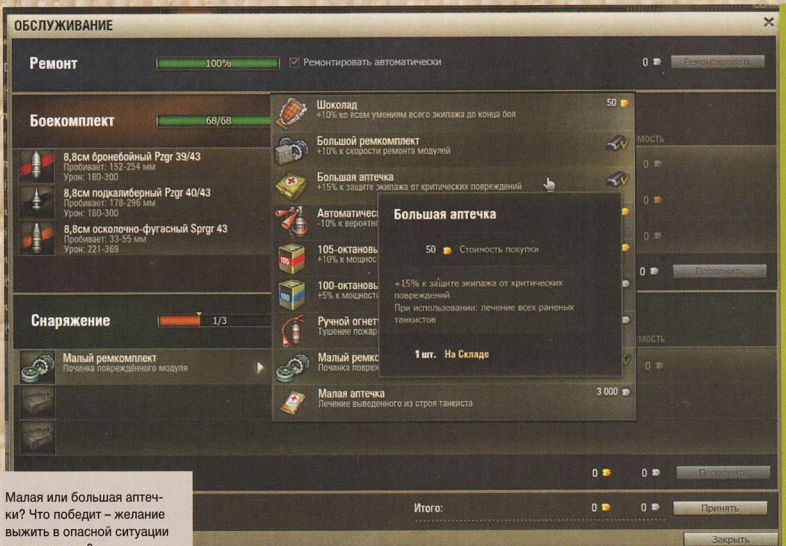 ОБСЛУЖИВАНИЕ
Ремонт
100%
Ремонтировать автоматически
0
Ремонтировать
Боекомплект
68/68
8,8см бронебойный Pzgr 39/43
Пробивает: 152-254 мм
Урон: 180-300
8,8см подкалиберный Pzgr 40/43
Пробивает: 178-296 мм
Урон: 180-300
8,8см осколочно-фугасный Sprgr 43
Пробивает: 33-55 мм
Урон: 221-369
мость
0
0
0
0
Пополнить
Шоколад
+10% ко всем умениям всего экипажа до конца боя
50
Большой ремкомплект
+10% к скорости ремонта модулей
Большая аптечка
+15% к защите экипажа от критических повреждений
Автоматичес
-10% к вероятно
105-октановь
+10% к мощнос
100-октановы
+5% к мощност
Ручной огнет
Тушение пожар
Малый ремко
Починка повреж
Малая аптечка
Лечение выведенного из строя танкиста
3 000
Большая аптечка
50 Стоимость покупки
+15% к защите экипажа от критических
повреждений
При использовании: лечение всех раненых
танкистов
1 шт. На Складе
Снаряжение
1/3
Малый ремкомплект
Починка повреждённого модуля
мость
0
0 0
Пополнить
Итого:
0 0
Принять
Закрыть
Малая или большая аптеч-
ки? Что победит – желание
выжить в опасной ситуации